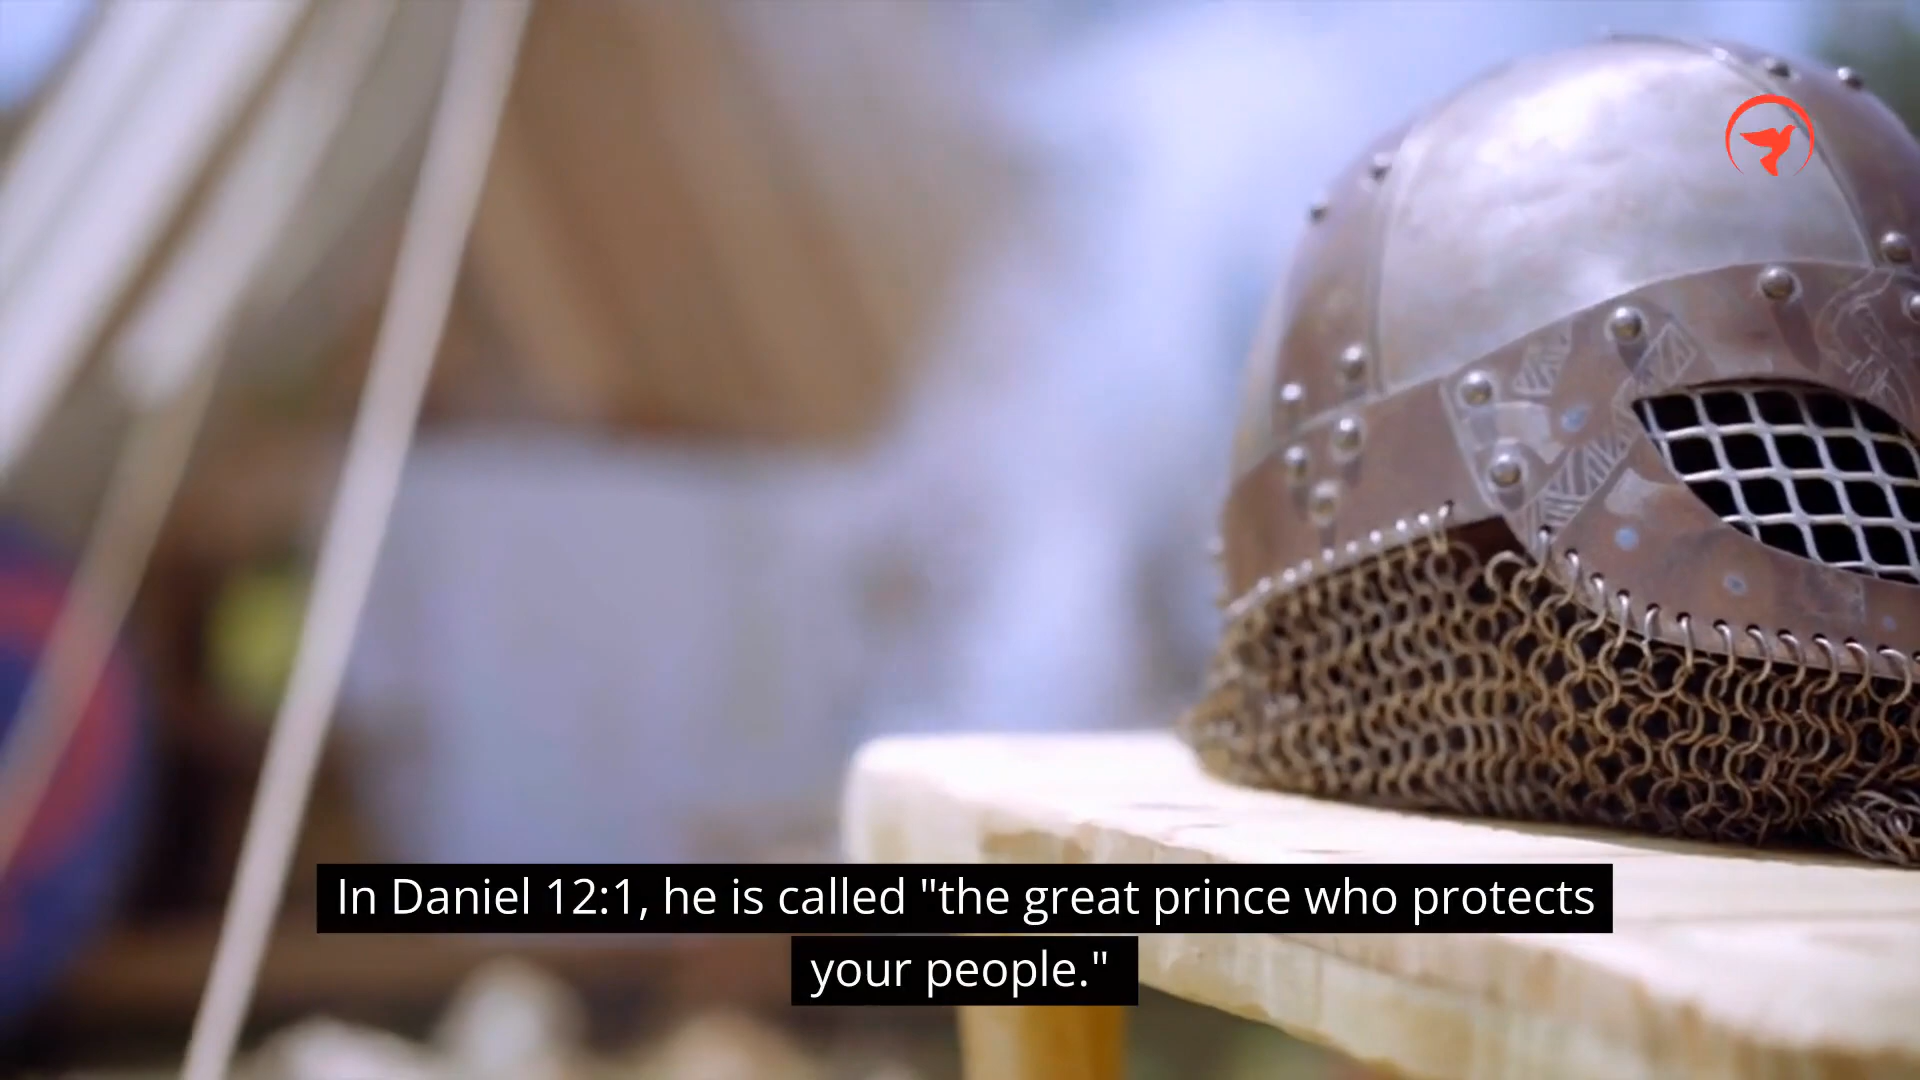 In Daniel 12:1, he is called "the great prince who protects
your people."